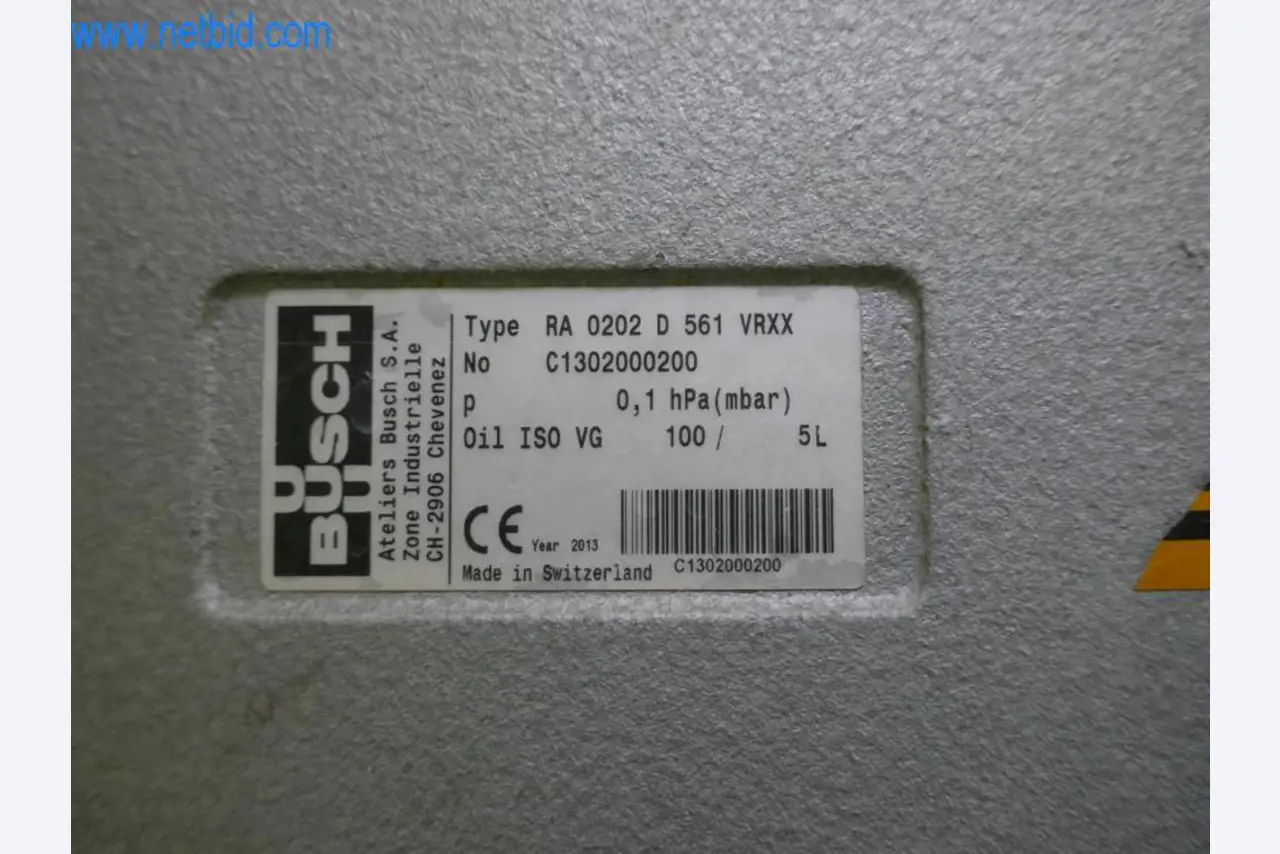 www.netbid.com
BUSCH
Ateliers Busch S.A.
Zone Industrielle
CH-2906 Chevenez
Type RA 0202 D 561 VRXX
No C1302000200
p 0,1 hPa(mbar)
Oil ISO VG 100 / 5L
CE Year 2013
C1302000200
Made in Switzerland